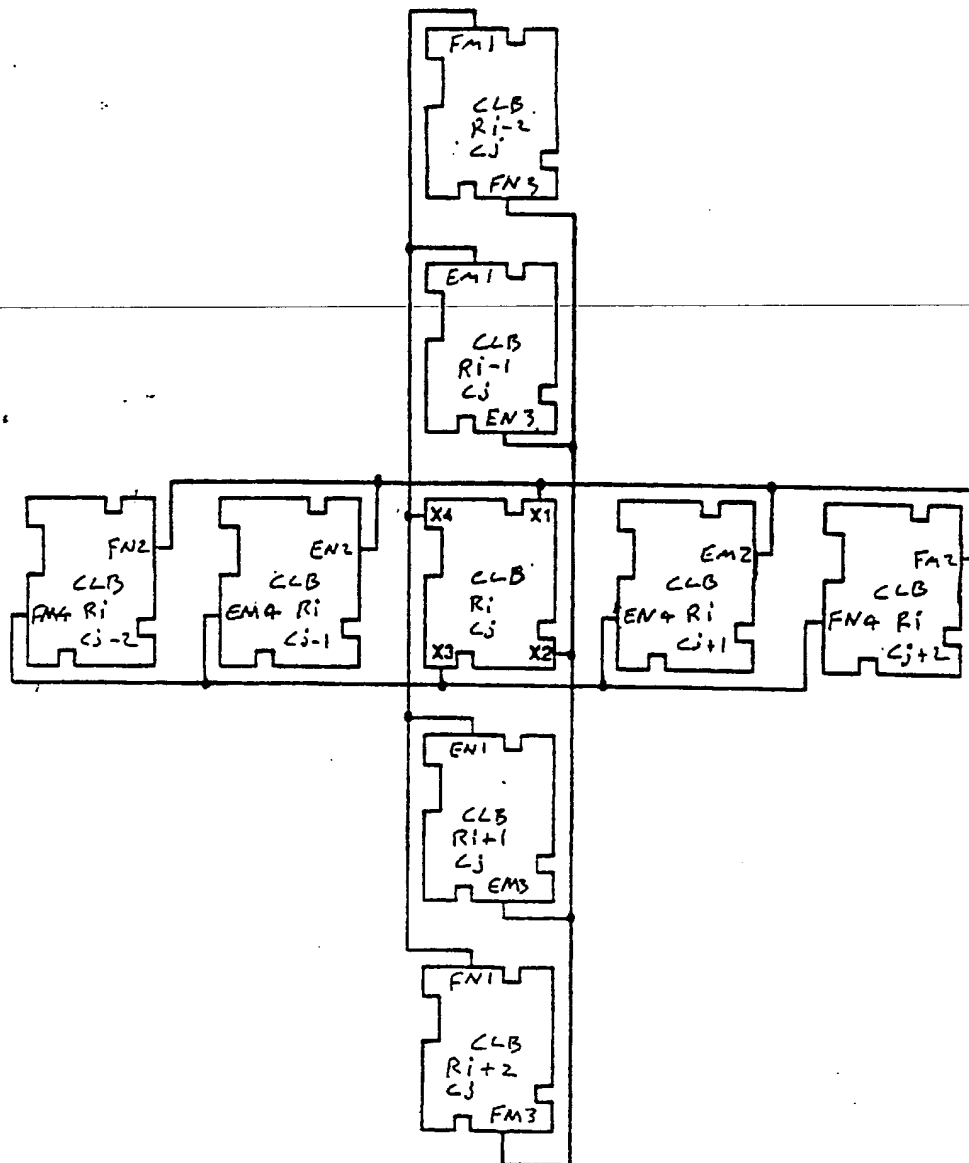 FM1
CLB
Ri-2
Cj
FN3
EM1
CLB
Ri-1
Cj
EN3
FN2
CLB
FM4 Ri
Cj-2
EN2
CLB
EM4 Ri
Cj-1
X4 X1
CLB
Ri
Cj
X3 X2
EM2
CLB
EN4 Ri
Cj+1
FM2
CLB
FN4 Ri
Cj+2
EN1
CLB
Ri+1
Cj
EM3
FN1
CLB
Ri+2
Cj
FM3